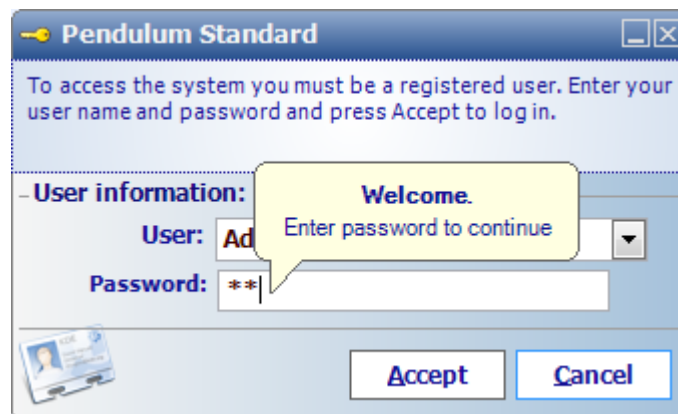 Pendulum Standard
To access the system you must be a registered user. Enter your
user name and password and press Accept to log in.
User information:
Welcome.
Enter password to continue
User: Ad
Password: **
Accept Cancel